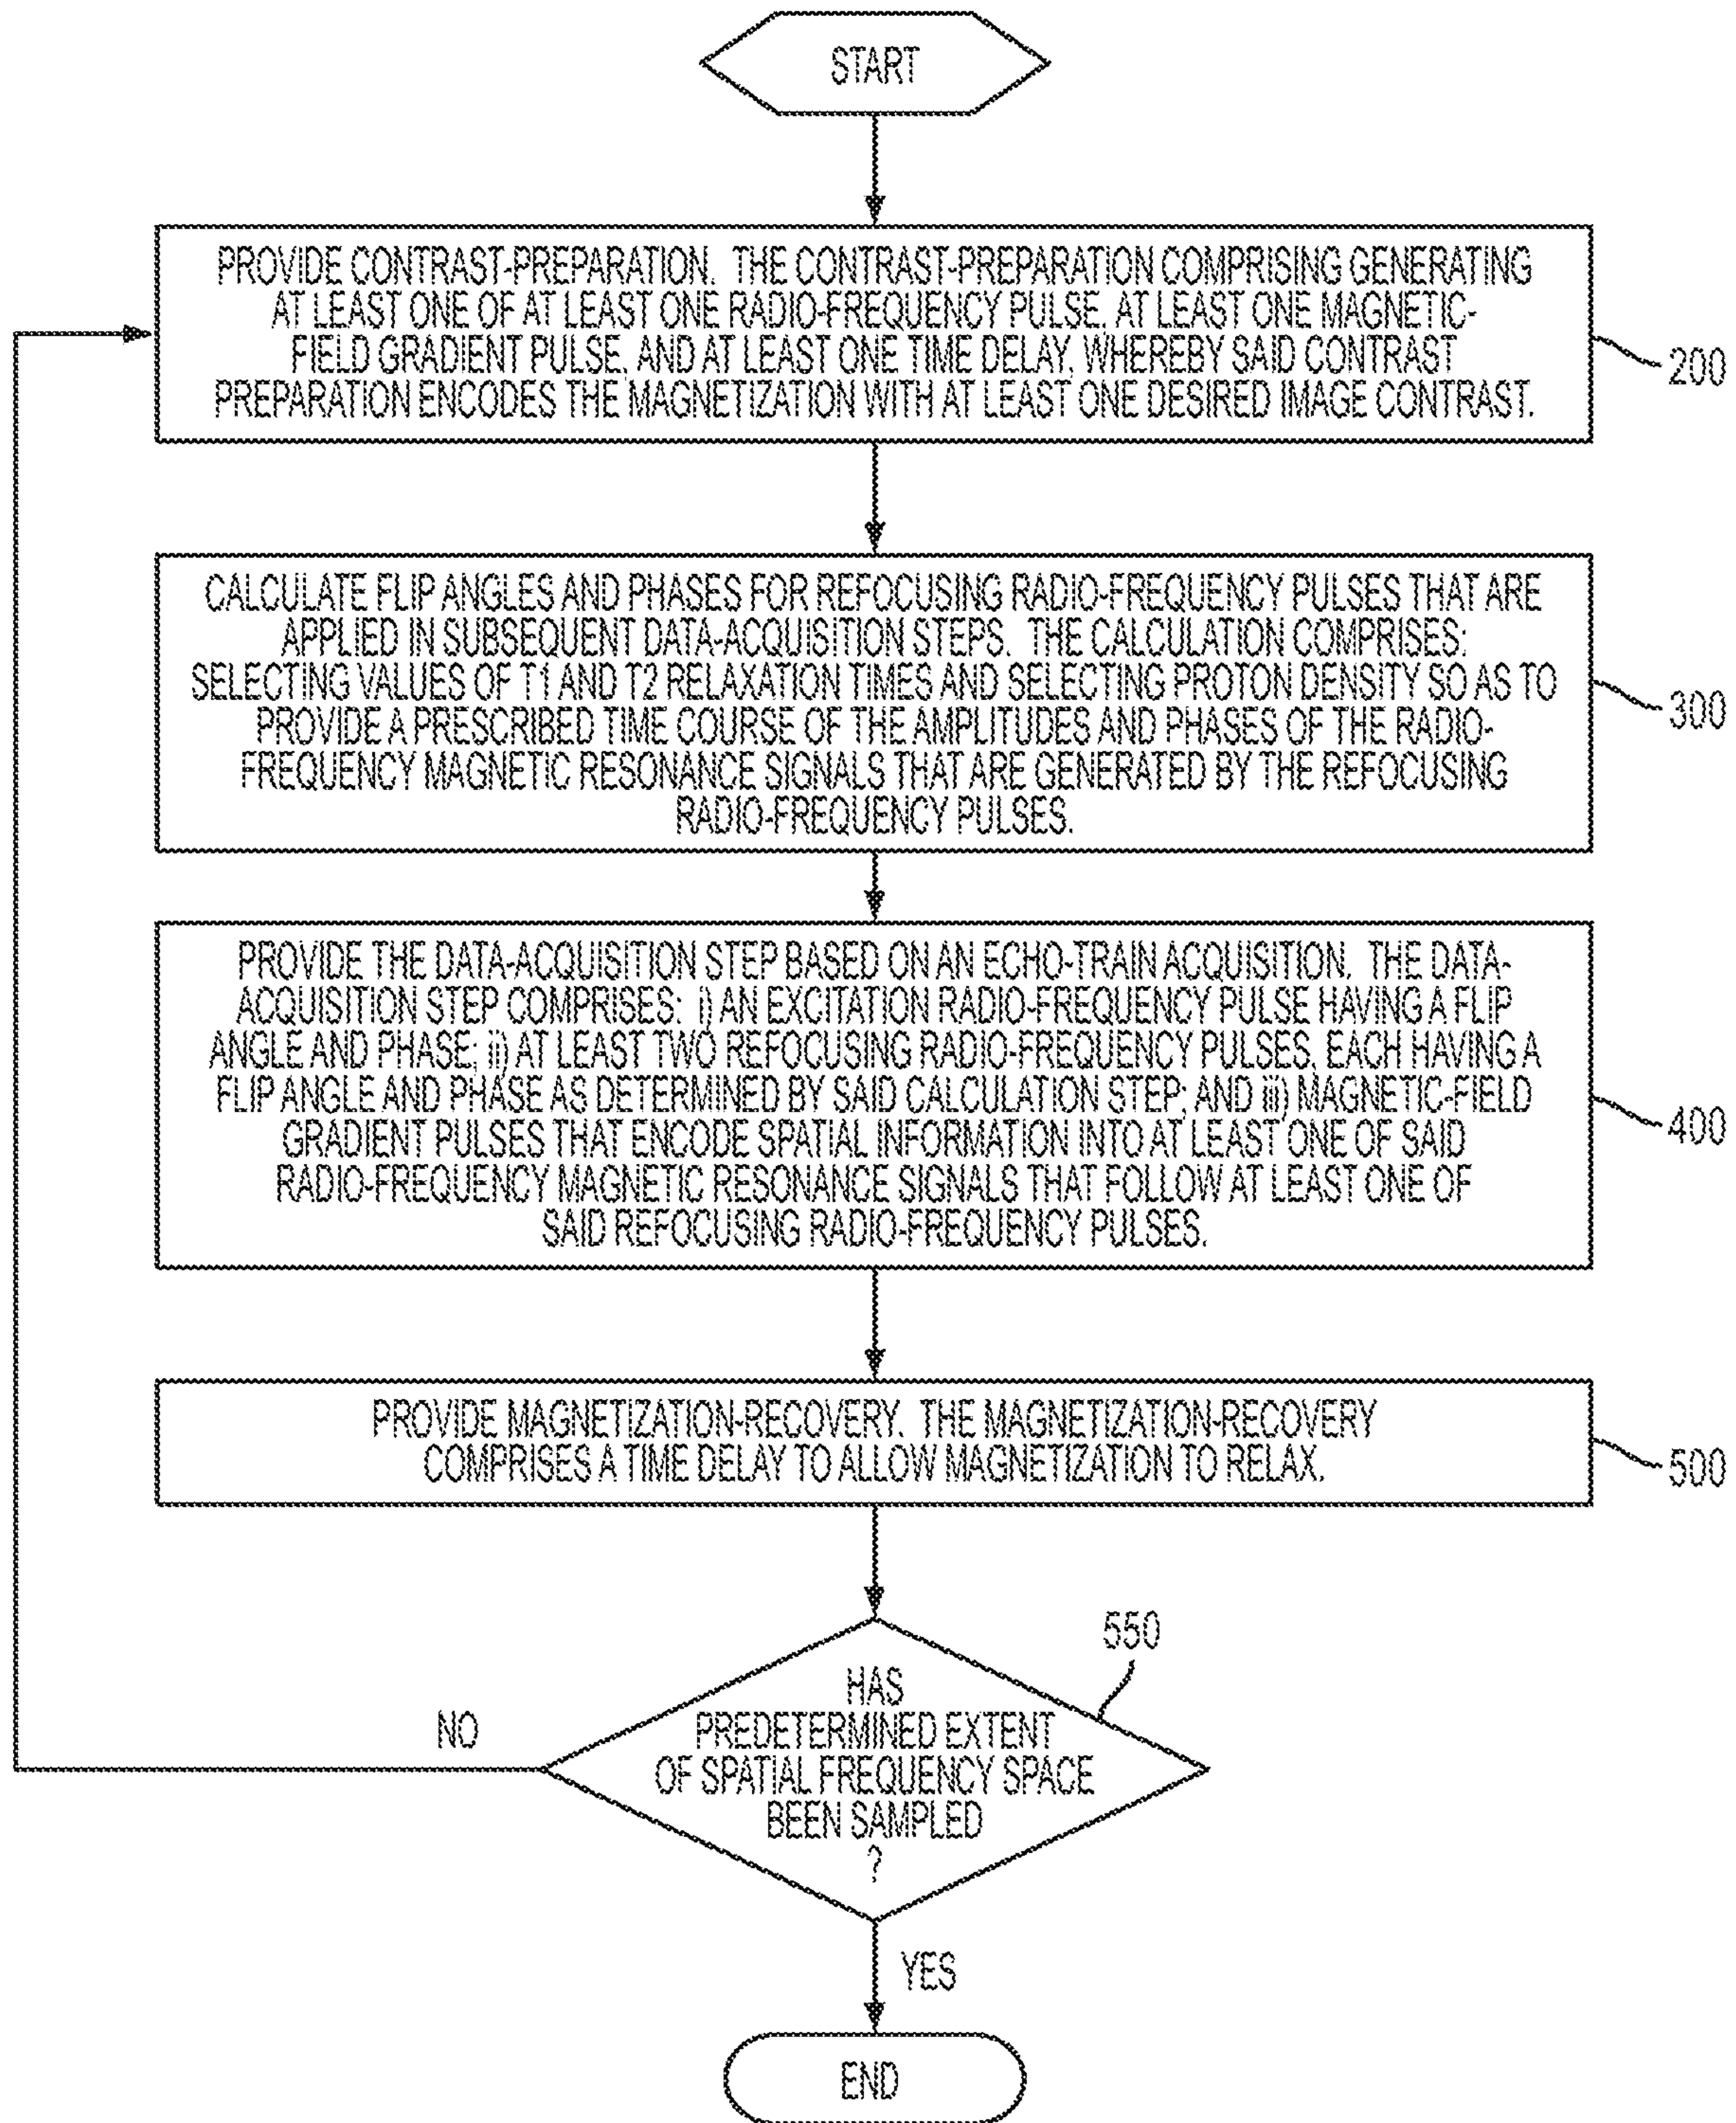 START
PROVIDE CONTRAST-PREPARATION. THE CONTRAST-PREPARATION COMPRISING GENERATING
AT LEAST ONE OF AT LEAST ONE RADIO-FREQUENCY PULSE, AT LEAST ONE MAGNETIC-
FIELD GRADIENT PULSE, AND AT LEAST ONE TIME DELAY, WHEREBY SAID CONTRAST
PREPARATION ENCODES THE MAGNETIZATION WITH AT LEAST ONE DESIRED IMAGE CONTRAST.
200
CALCULATE FLIP ANGLES AND PHASES FOR REFOCUSING RADIO-FREQUENCY PULSES THAT ARE
APPLIED IN SUBSEQUENT DATA-ACQUISITION STEPS. THE CALCULATION COMPRISES:
SELECTING VALUES OF T1 AND T2 RELAXATION TIMES AND SELECTING PROTON DENSITY SO AS TO
PROVIDE A PRESCRIBED TIME COURSE OF THE AMPLITUDES AND PHASES OF THE RADIO-
FREQUENCY MAGNETIC RESONANCE SIGNALS THAT ARE GENERATED BY THE REFOCUSING
RADIO-FREQUENCY PULSES.
300
PROVIDE THE DATA-ACQUISITION STEP BASED ON AN ECHO-TRAIN ACQUISITION. THE DATA-
ACQUISITION STEP COMPRISES: i) AN EXCITATION RADIO-FREQUENCY PULSE HAVING A FLIP
ANGLE AND PHASE; ii) AT LEAST TWO REFOCUSING RADIO-FREQUENCY PULSES, EACH HAVING A
FLIP ANGLE AND PHASE AS DETERMINED BY SAID CALCULATION STEP; AND iii) MAGNETIC-FIELD
GRADIENT PULSES THAT ENCODE SPATIAL INFORMATION INTO AT LEAST ONE OF SAID
RADIO-FREQUENCY MAGNETIC RESONANCE SIGNALS THAT FOLLOW AT LEAST ONE OF
SAID REFOCUSING RADIO-FREQUENCY PULSES.
400
PROVIDE MAGNETIZATION-RECOVERY. THE MAGNETIZATION-RECOVERY
COMPRISES A TIME DELAY TO ALLOW MAGNETIZATION TO RELAX.
500
550
HAS
PREDETERMINED EXTENT
OF SPATIAL FREQUENCY SPACE
BEEN SAMPLED
?
NO
YES
END